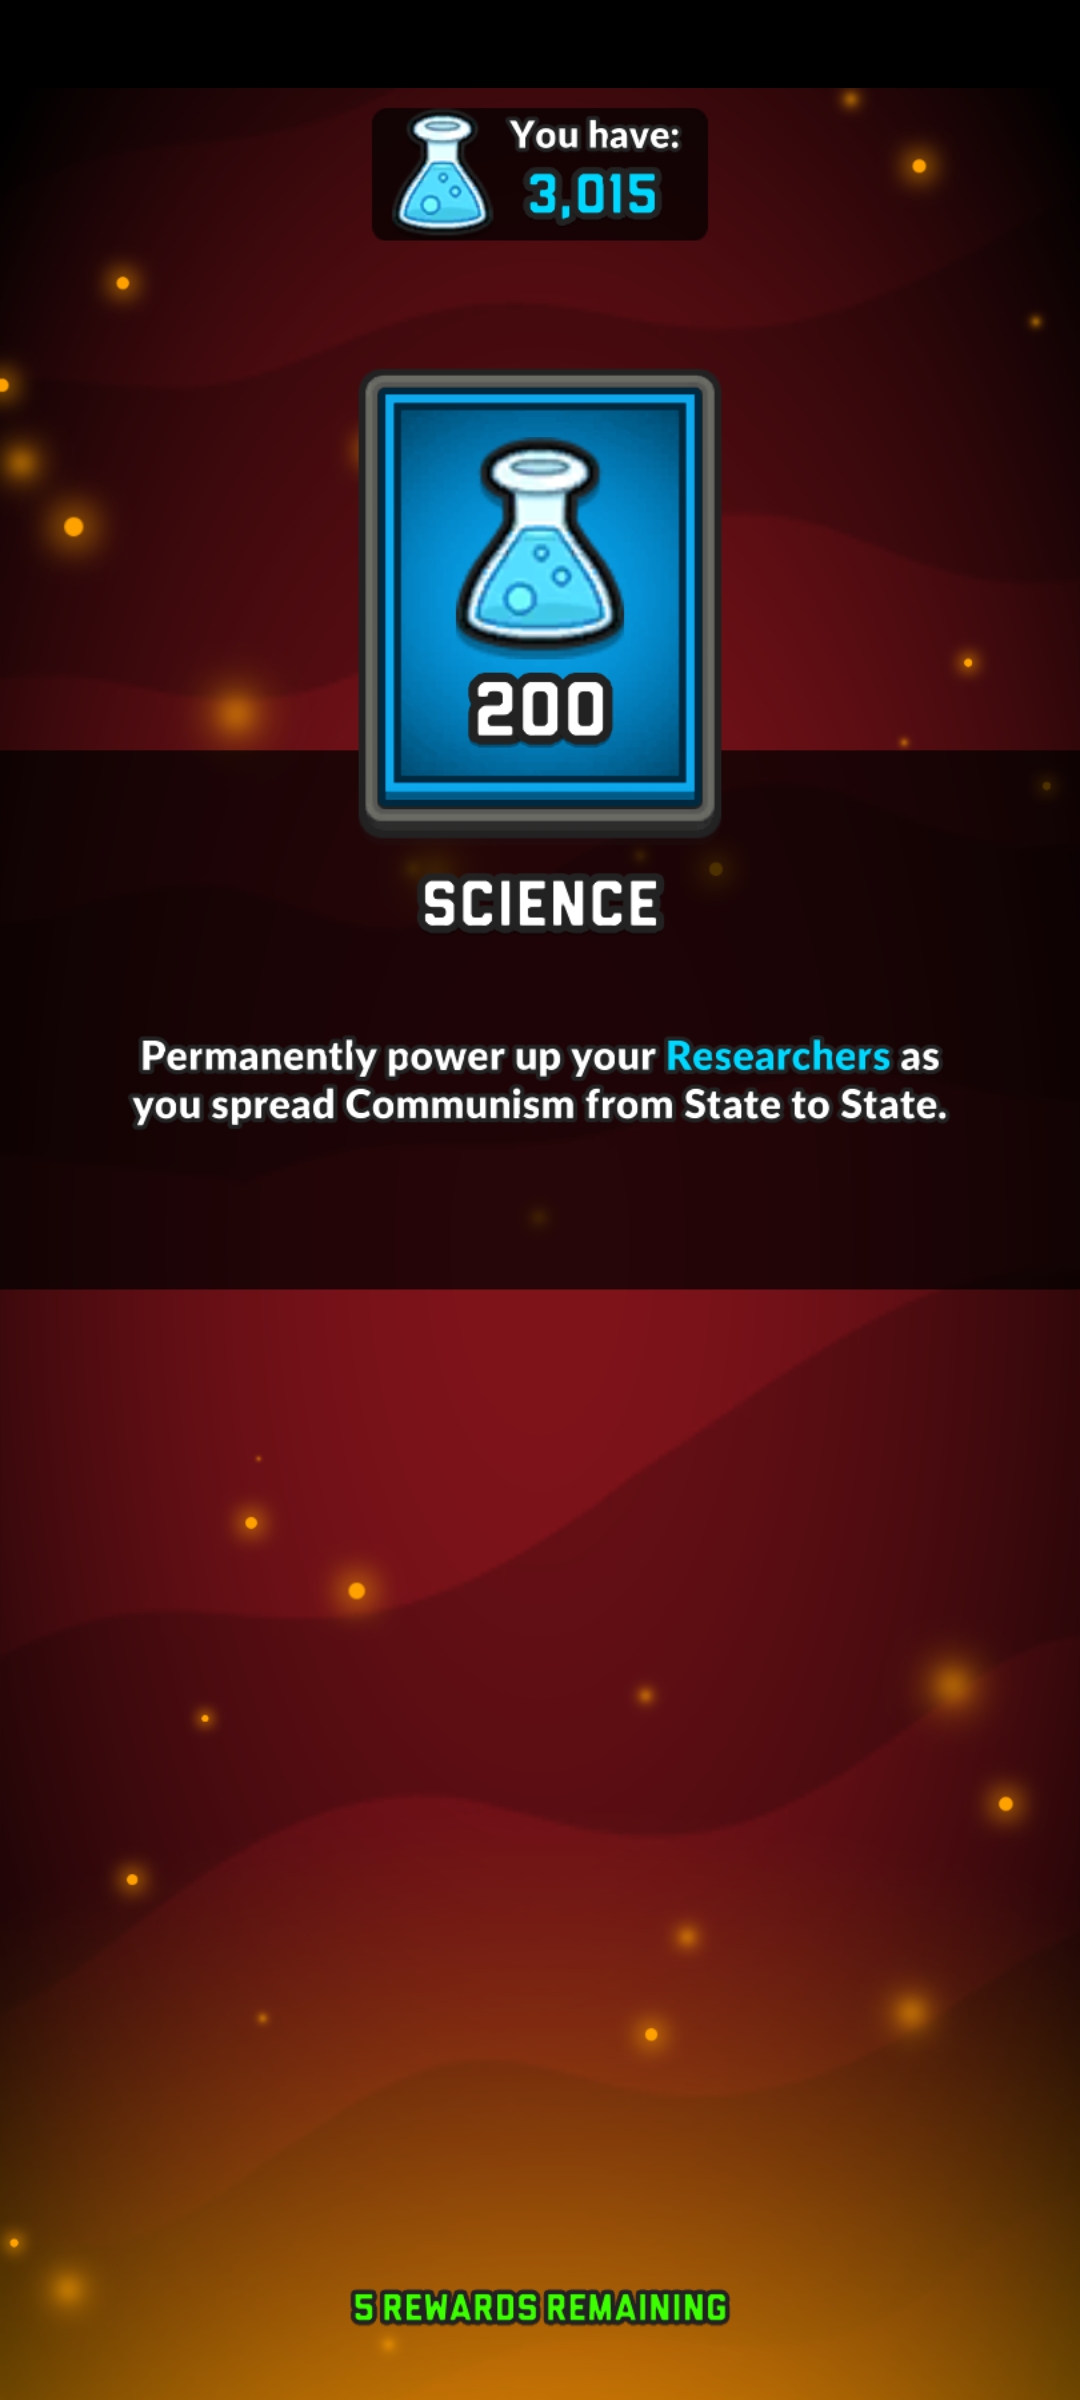 You have:
3,015
200
SCIENCE
Permanently power up your Researchers as
you spread Communism from State to State.
5 REWARDS REMAINING